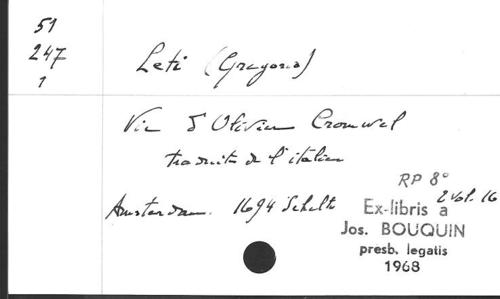 51
247
1
Leti (Gregorio)
Vie d'Olivier Cromwel
traduite de l'italien
Amsterdam. 1694 Schelte
RP 8°
2 vol. 16
Ex-libris a
Jos. BOUQUIN
presb. legatis
1968